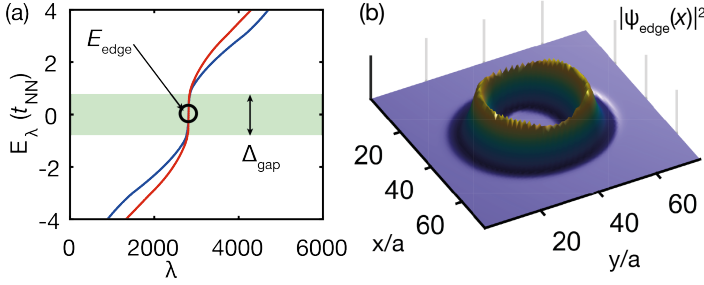 (a)
4
2
0
-2
-4
E_λ (t_NN)
E_edge
Δ_gap
0 2000 4000 6000
λ
(b)
|ψ_edge(x)|²
20
40
60
x/a
20
40
60
y/a